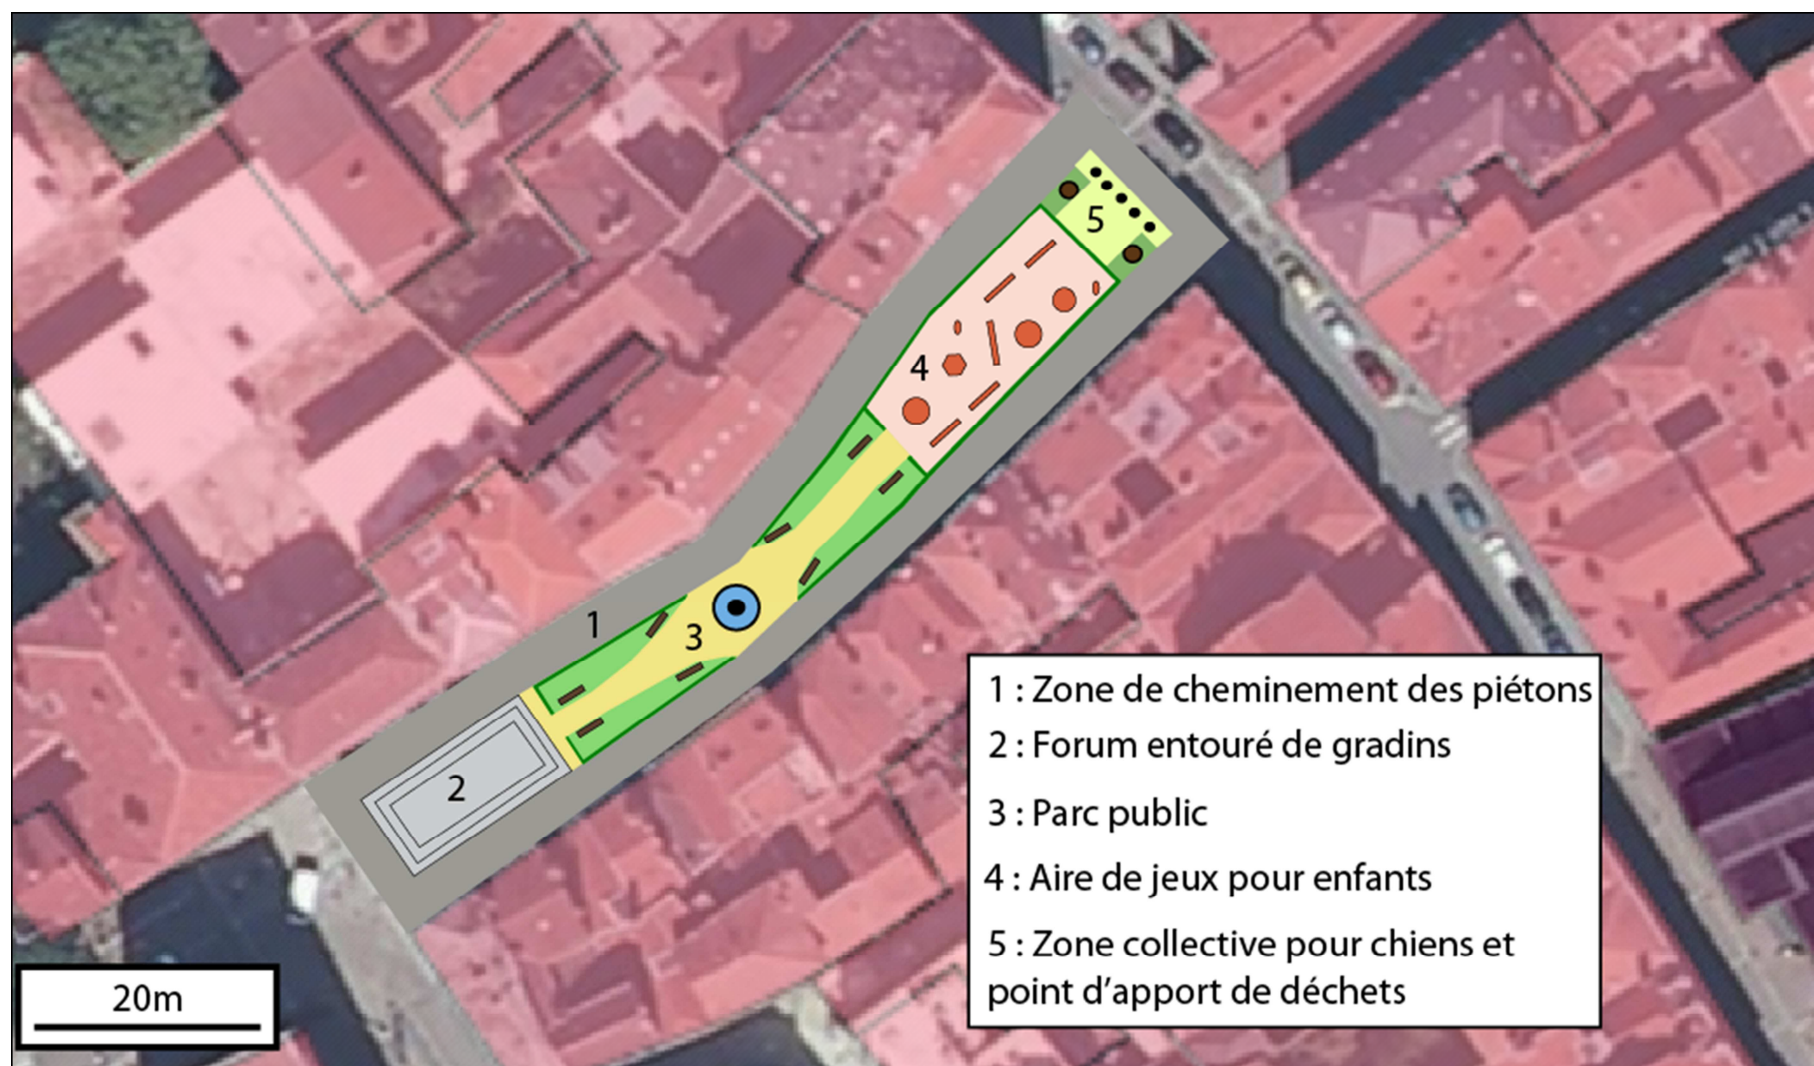 5
4
1
3
2
1 : Zone de cheminement des piétons
2 : Forum entouré de gradins
3 : Parc public
4 : Aire de jeux pour enfants
5 : Zone collective pour chiens et
point d’apport de déchets
20m